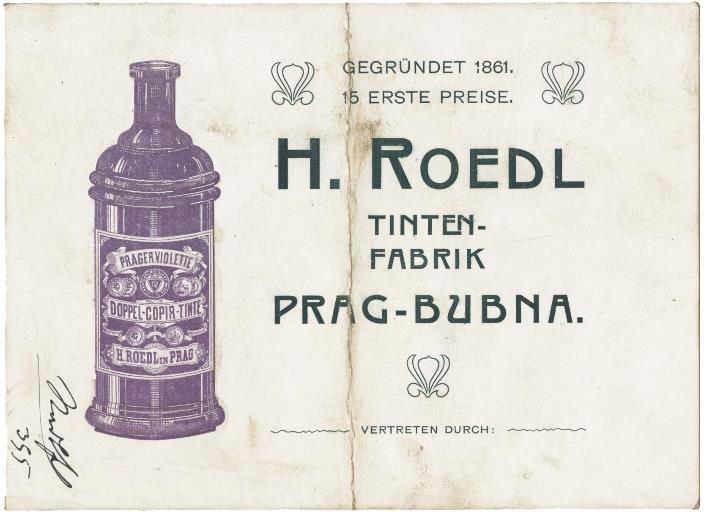 GEGRÜNDET 1861.
15 ERSTE PREISE.
H. ROEDL
TINTEN-
FABRIK
PRAG-BUBNA.
VERTRETEN DURCH:
PRAGER VIOLETTE
DOPPEL-COPIR-TINTE
H. ROEDL IN PRAG
355